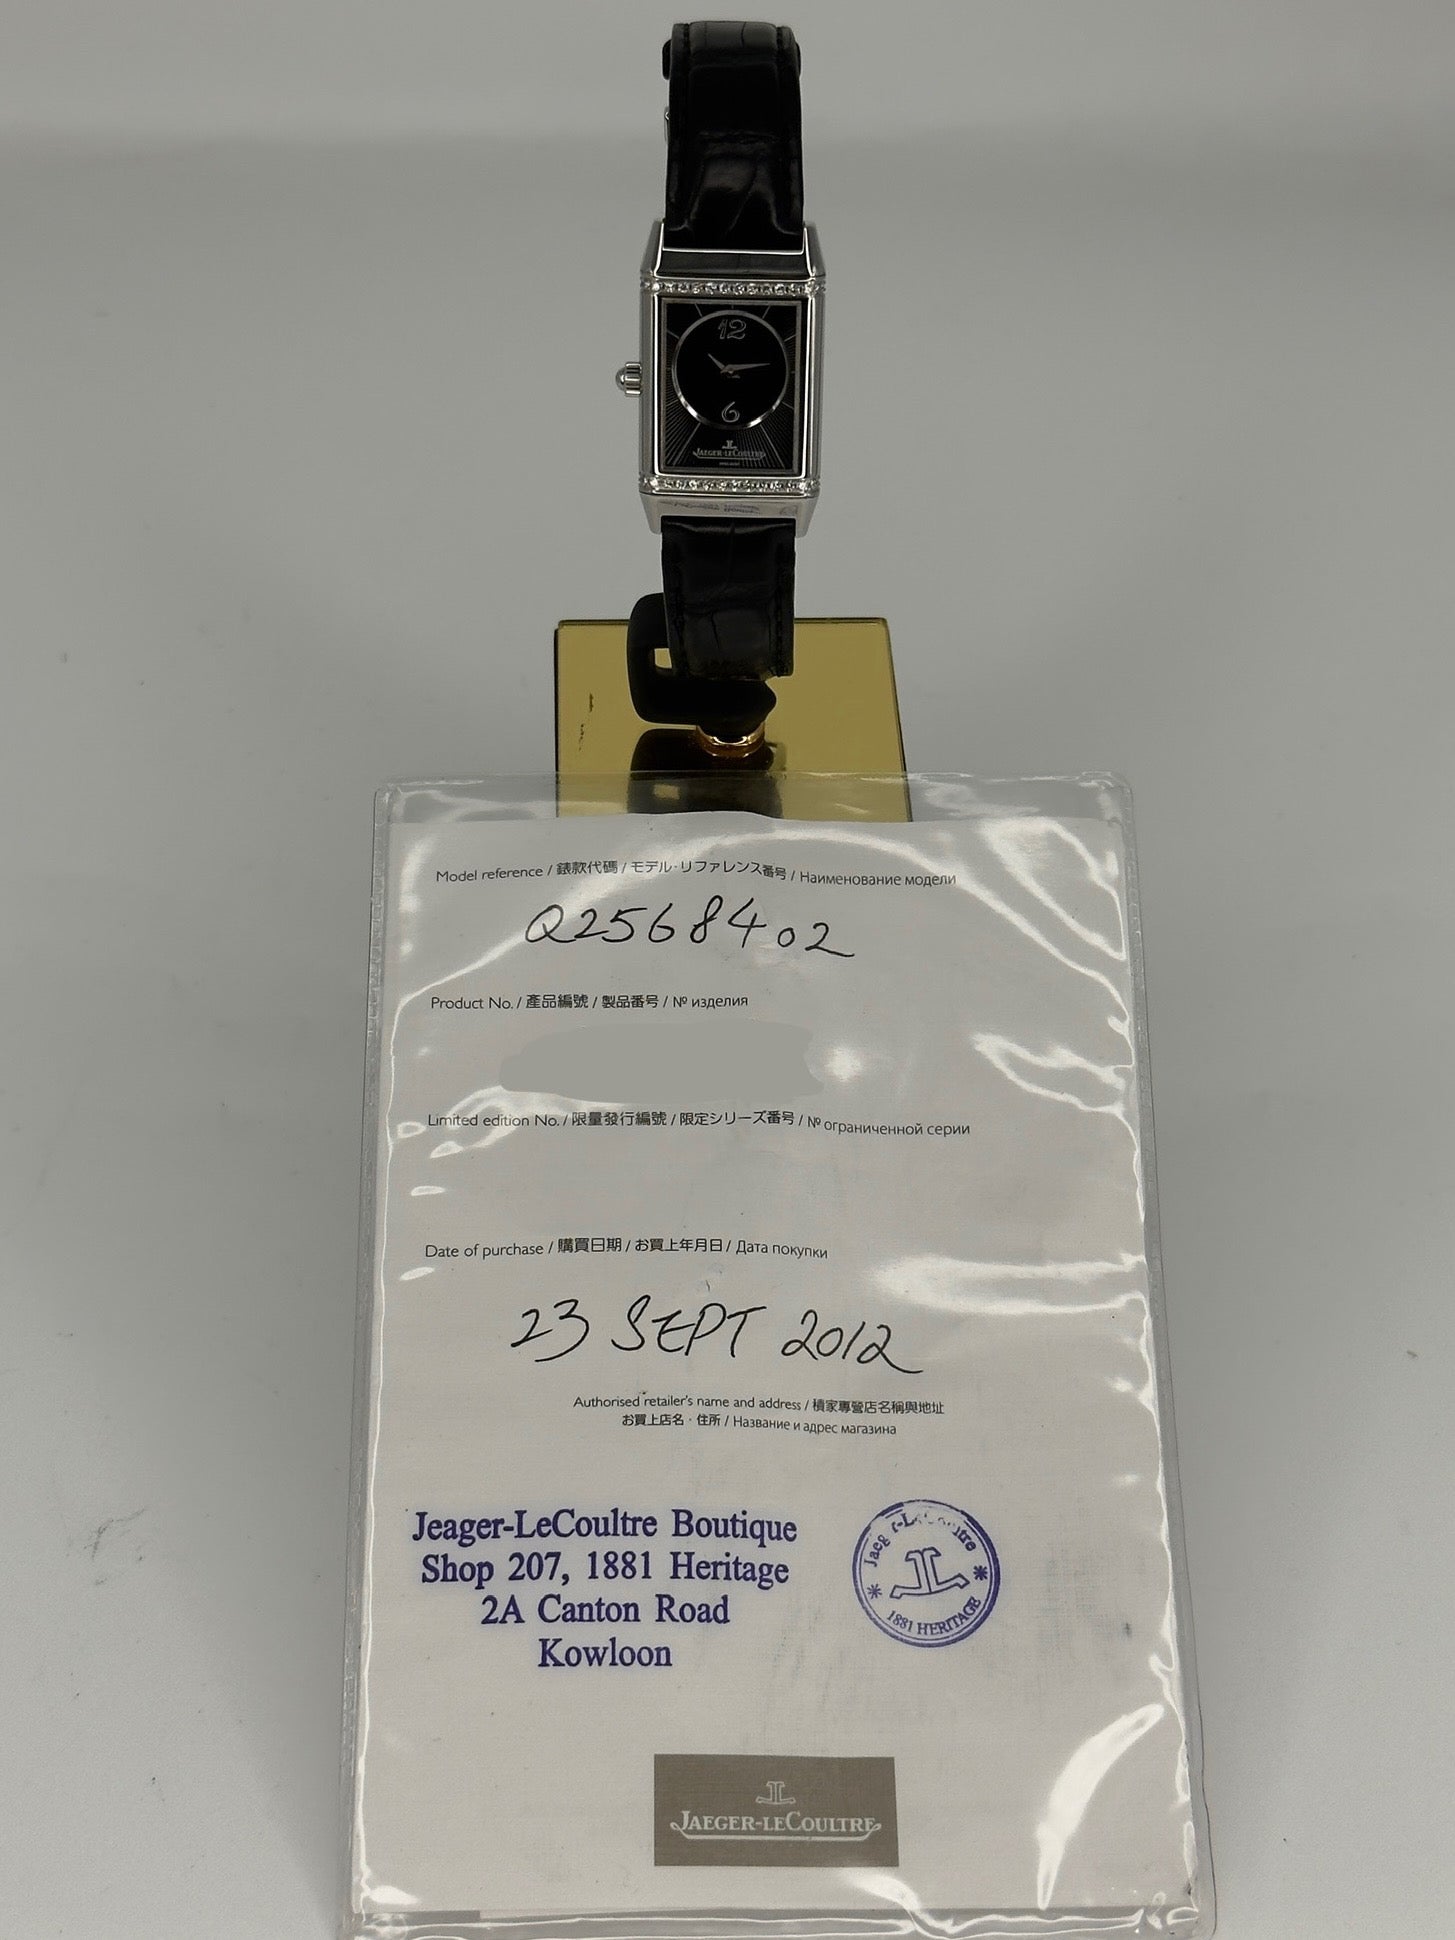 12
6
JAEGER-LECOULTRE
Model reference / 錶款代碼 / モデル・リファレンス番号 / Наименование модели
Q2568402
Product No. / 產品編號 / 製品番号 / № изделия
Limited edition No. / 限量發行編號 / 限定シリーズ番号 / № ограниченной серии
Date of purchase / 購買日期 / お買上年月日 / Дата покупки
23 SEPT 2012
Authorised retailer's name and address / 積家專營店名稱與地址
お買上店名・住所 / Название и адрес магазина
Jeager-LeCoultre Boutique
Shop 207, 1881 Heritage
2A Canton Road
Kowloon
1881 HERITAGE
JAEGER-LECOULTRE